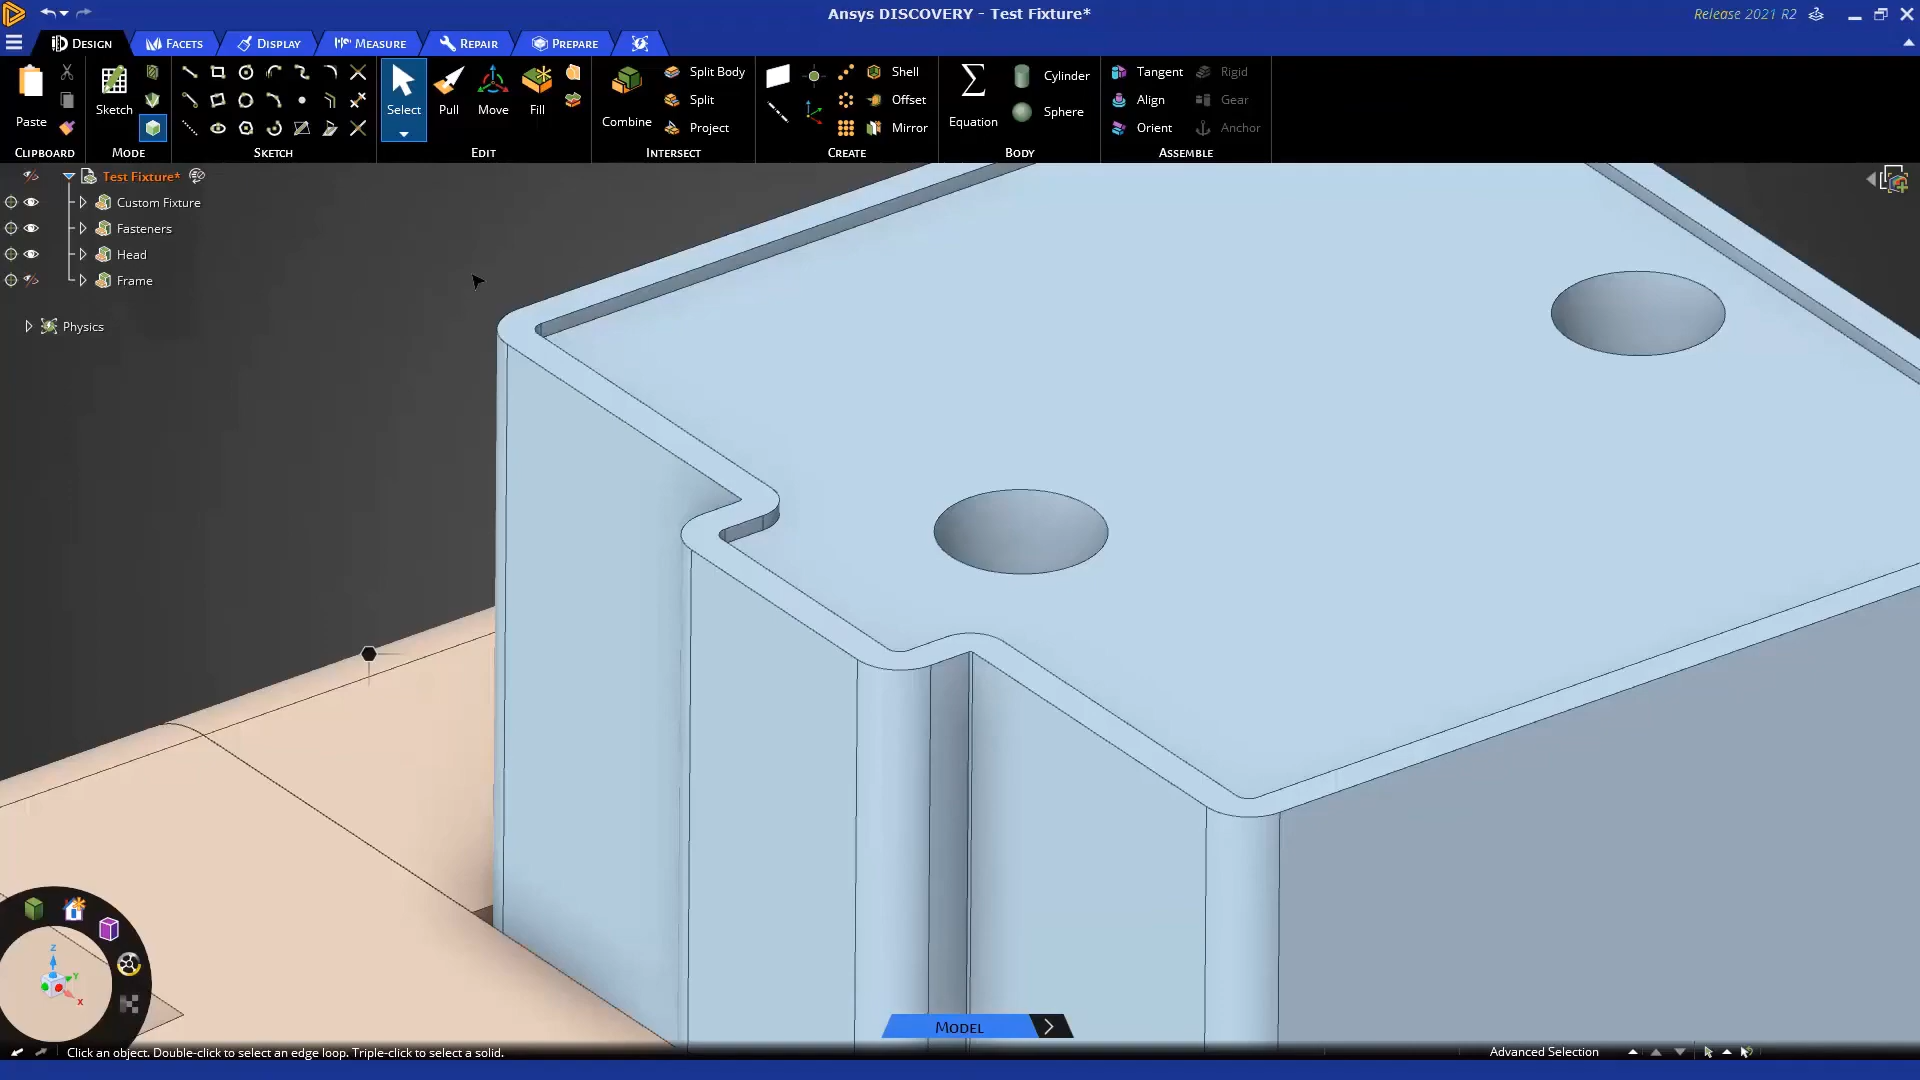 Ansys DISCOVERY - Test Fixture*
Release 2021 R2
DESIGN
FACETS
DISPLAY
MEASURE
REPAIR
PREPARE
Paste
CLIPBOARD
Sketch
MODE
SKETCH
Select
Pull
Move
Fill
EDIT
Combine
Split Body
Split
Project
INTERSECT
Shell
Offset
Mirror
CREATE
Equation
Cylinder
Sphere
BODY
Tangent
Align
Orient
Rigid
Gear
Anchor
ASSEMBLE
Test Fixture*
Custom Fixture
Fasteners
Head
Frame
Physics
Z
Y
X
MODEL
Click an object. Double-click to select an edge loop. Triple-click to select a solid.
Advanced Selection